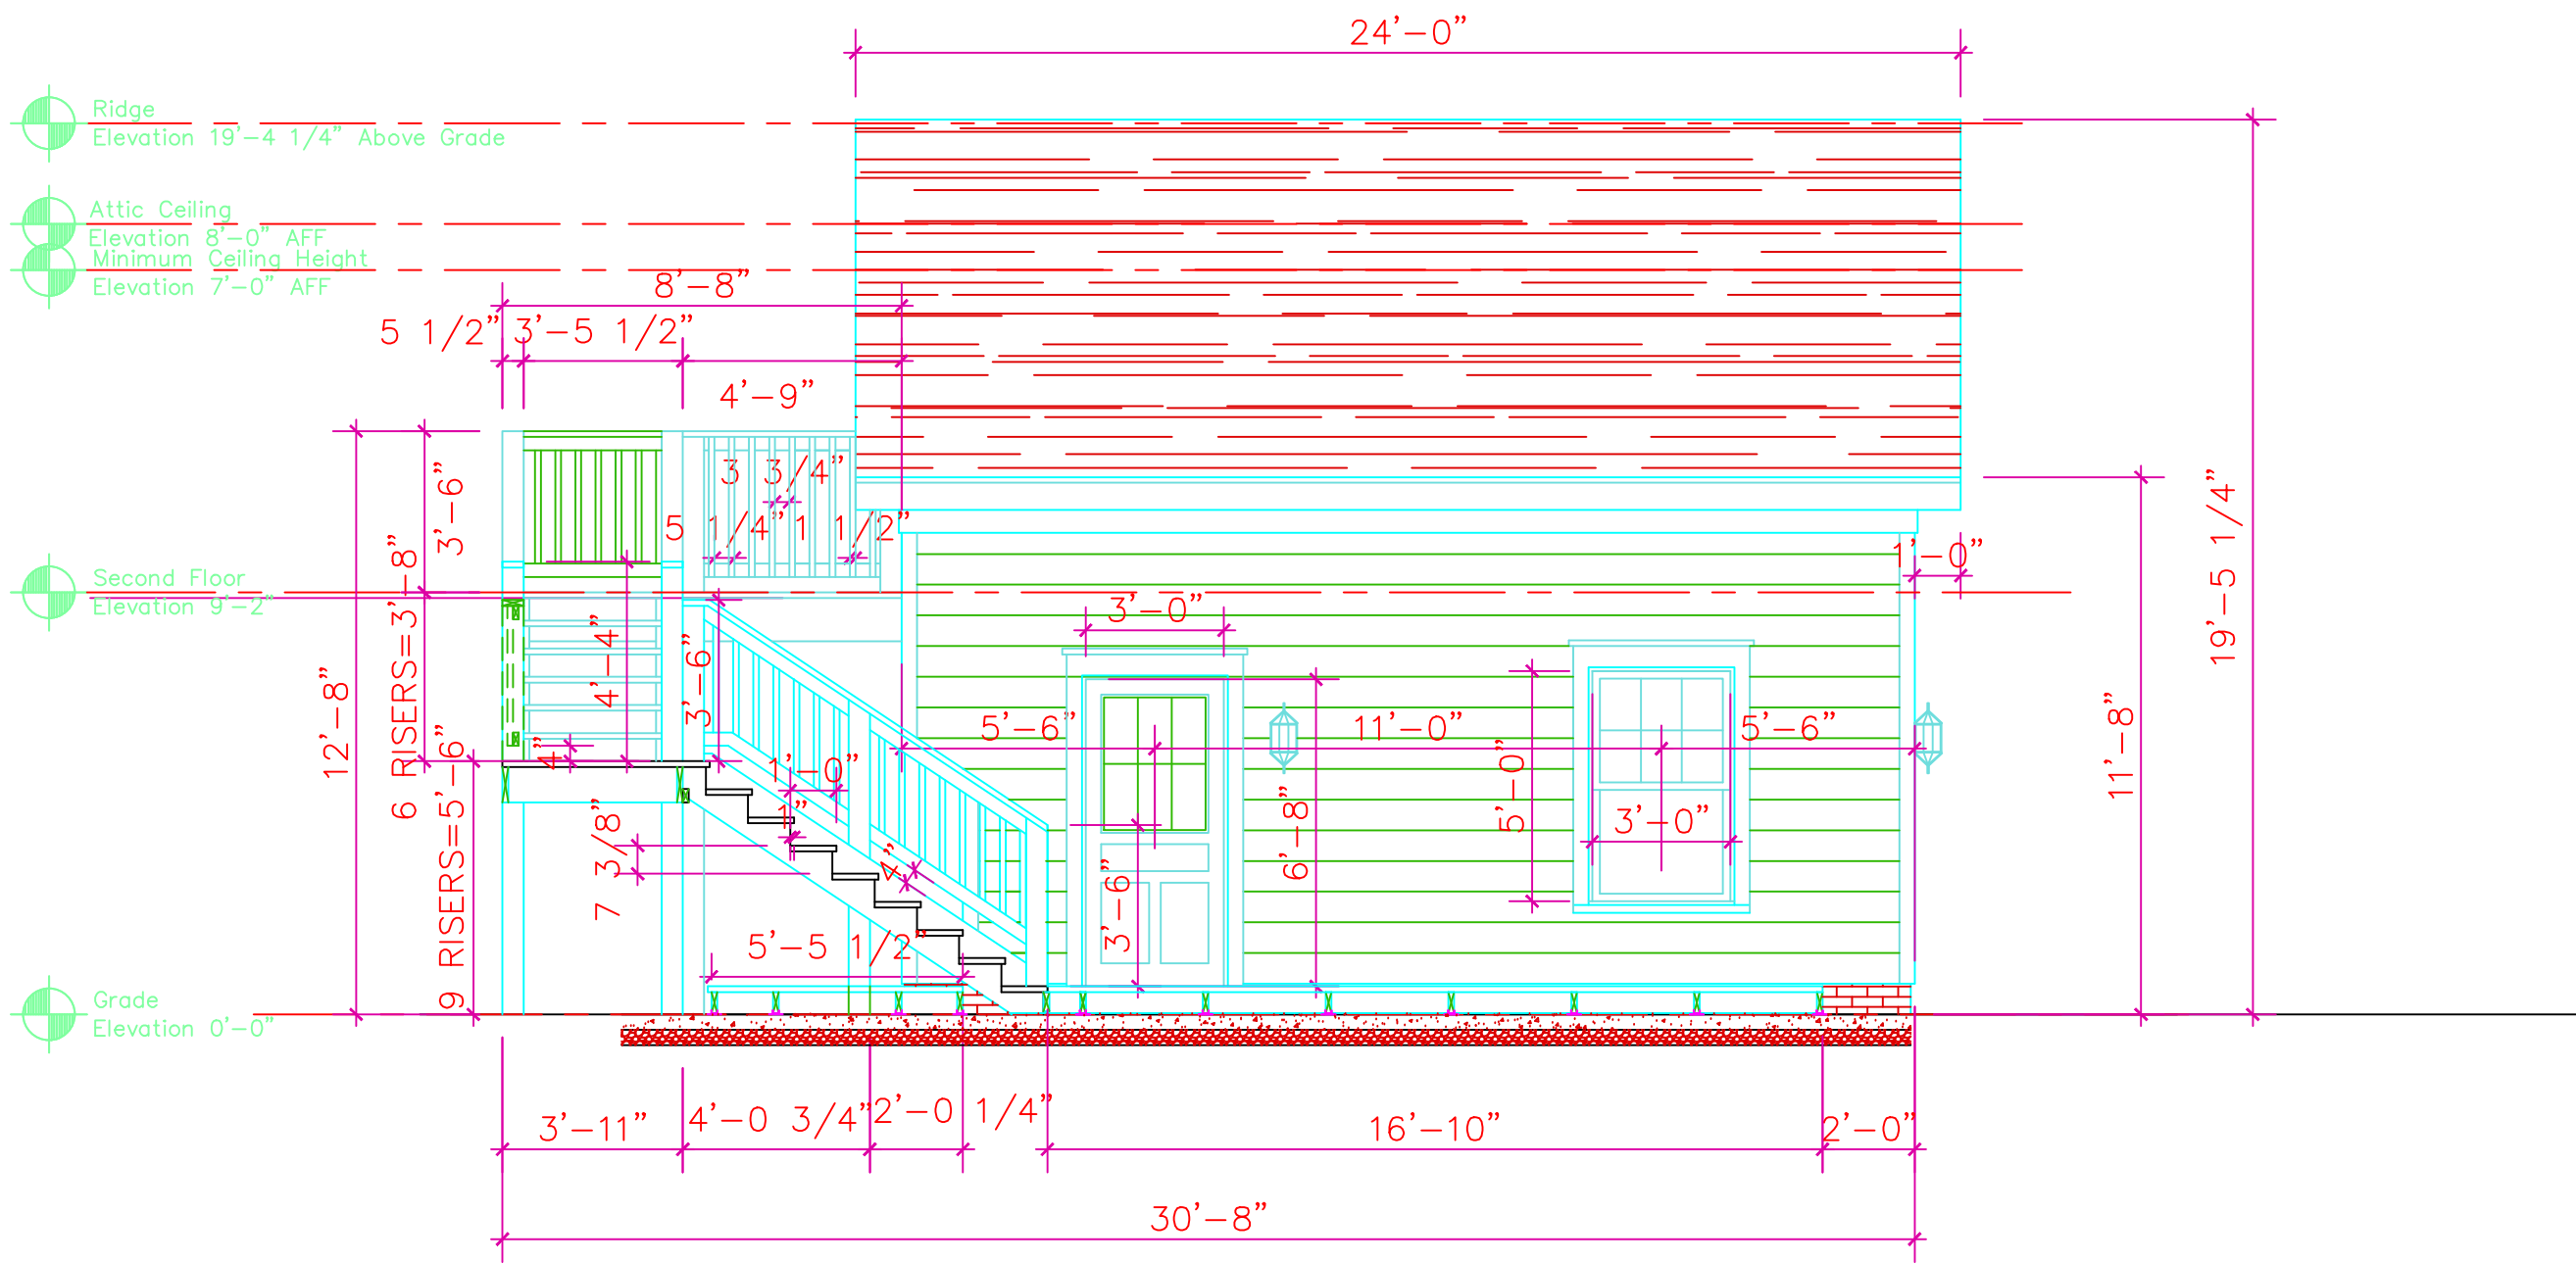 24'-0"
Ridge
Elevation 19'-4 1/4" Above Grade
Attic Ceiling
Elevation 8'-0" AFF
Minimum Ceiling Height
Elevation 7'-0" AFF
8'-8"
5 1/2"
3'-5 1/2"
4'-9"
3 3/4"
5 1/4"
1 1/2"
3'-6"
1'-0"
19'-5 1/4"
Second Floor
Elevation 9'-2"
6 RISERS=3'-8"
3'-0"
4'-4"
3'-6"
12'-8"
5'-6"
11'-0"
5'-6"
11'-8"
4"
1'-0"
9 RISERS=5'-6"
1"
5'-0"
3'-0"
6'-8"
7 3/8"
4"
3'-6"
5'-5 1/2"
Grade
Elevation 0'-0"
3'-11"
4'-0 3/4"
2'-0 1/4"
16'-10"
2'-0"
30'-8"